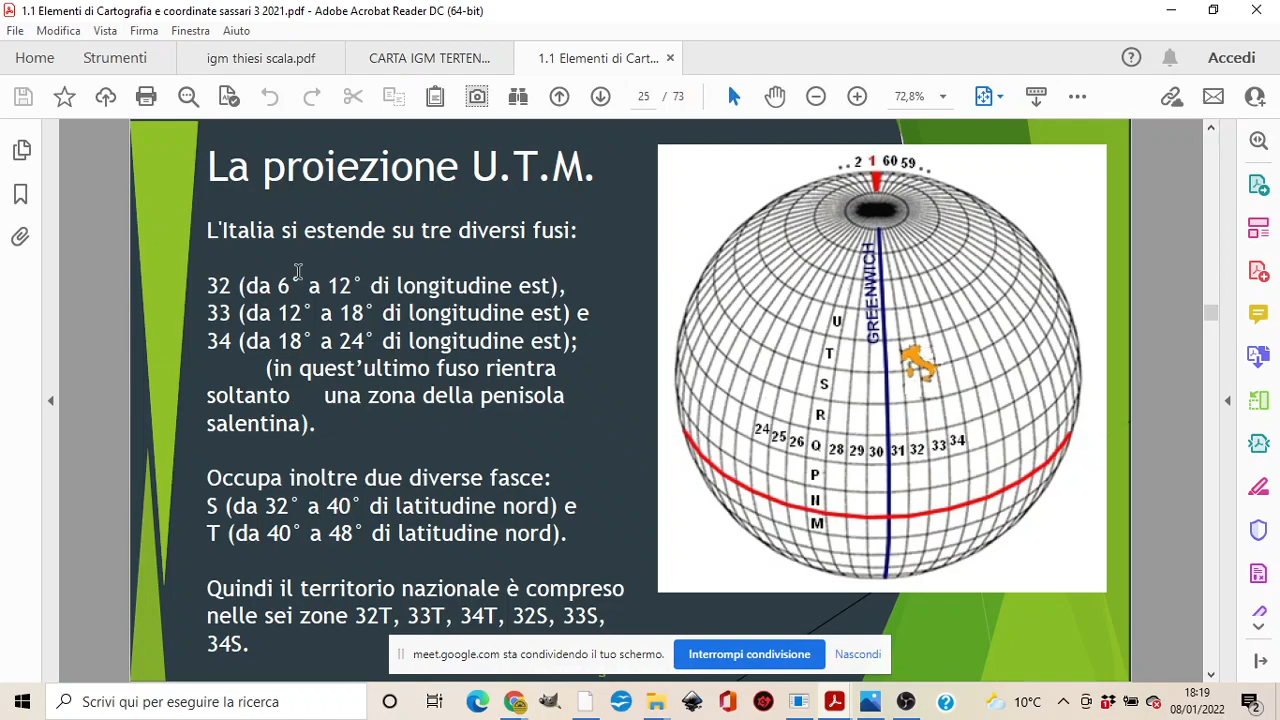 1.1 Elementi di Cartografia e coordinate sassari 3 2021.pdf - Adobe Acrobat Reader DC (64-bit)
File Modifica Vista Firma Finestra Aiuto
Home Strumenti igm thiesi scala.pdf CARTA IGM TERTEN... 1.1 Elementi di Cart... × Accedi
25 / 73 72,8%
La proiezione U.T.M.
L'Italia si estende su tre diversi fusi:
32 (da 6° a 12° di longitudine est),
33 (da 12° a 18° di longitudine est) e
34 (da 18° a 24° di longitudine est);
(in quest’ultimo fuso rientra
soltanto una zona della penisola
salentina).
Occupa inoltre due diverse fasce:
S (da 32° a 40° di latitudine nord) e
T (da 40° a 48° di latitudine nord).
Quindi il territorio nazionale è compreso
nelle sei zone 32T, 33T, 34T, 32S, 33S,
34S.
2 1 60 59
GREENWICH
U
T
S
R
24 25 26 Q 28 29 30 31 32 33 34
P
N
M
meet.google.com sta condividendo il tuo schermo. Interrompi condivisione Nascondi
Scrivi qui per eseguire la ricerca
10°C
18:19
08/01/2022
2